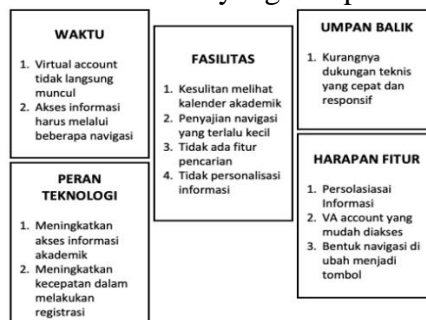 WAKTU
1. Virtual account
tidak langsung
muncul
2. Akses informasi
harus melalui
beberapa navigasi
PERAN
TEKNOLOGI
1. Meningkatkan
akses informasi
akademik
2. Meningkatkan
kecepatan dalam
melakukan
registrasi
FASILITAS
1. Kesulitan melihat
kalender akademik
2. Penyajian navigasi
yang terlalu kecil
3. Tidak ada fitur
pencarian
4. Tidak personalisasi
informasi
UMPAN BALIK
1. Kurangnya
dukungan teknis
yang cepat dan
responsif
HARAPAN FITUR
1. Persolasiasai
Informasi
2. VA account yang
mudah diakses
3. Bentuk navigasi di
ubah menjadi
tombol